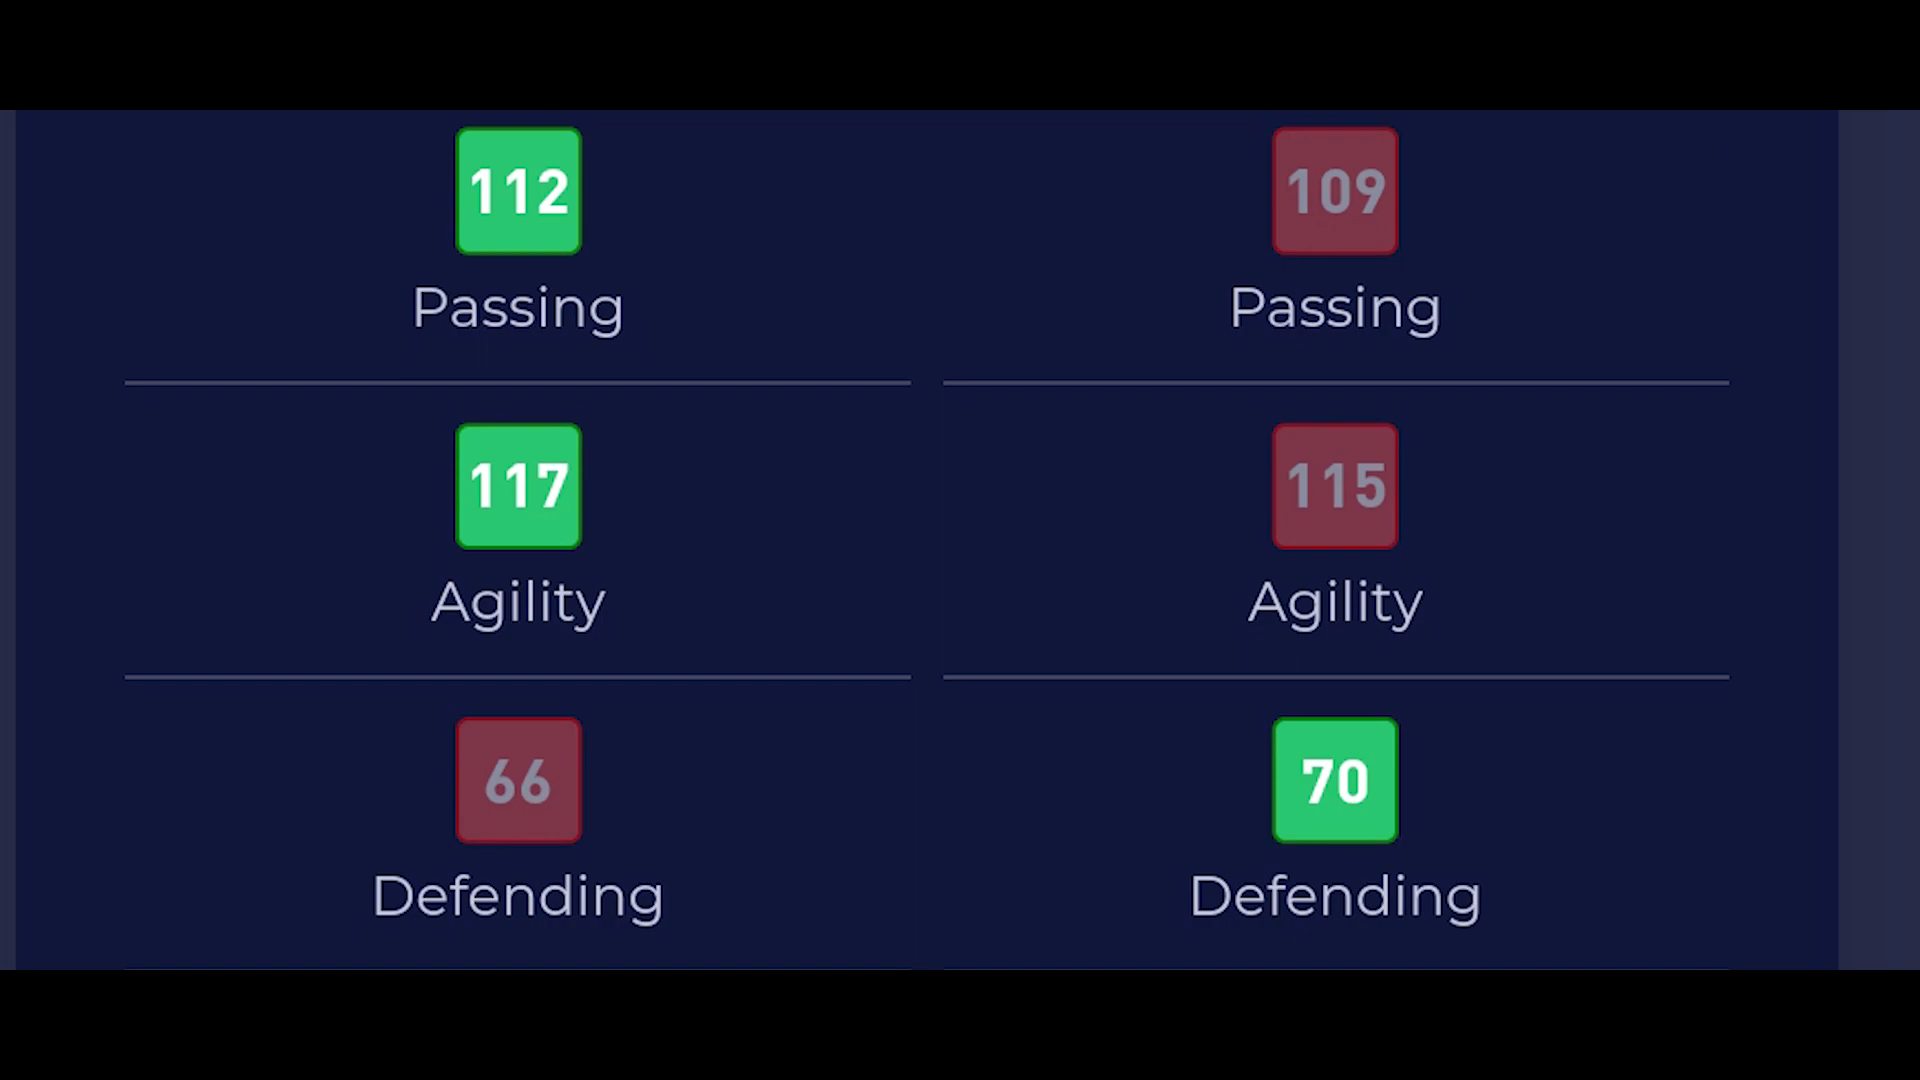 112 109
Passing Passing
117 115
Agility Agility
66 70
Defending Defending